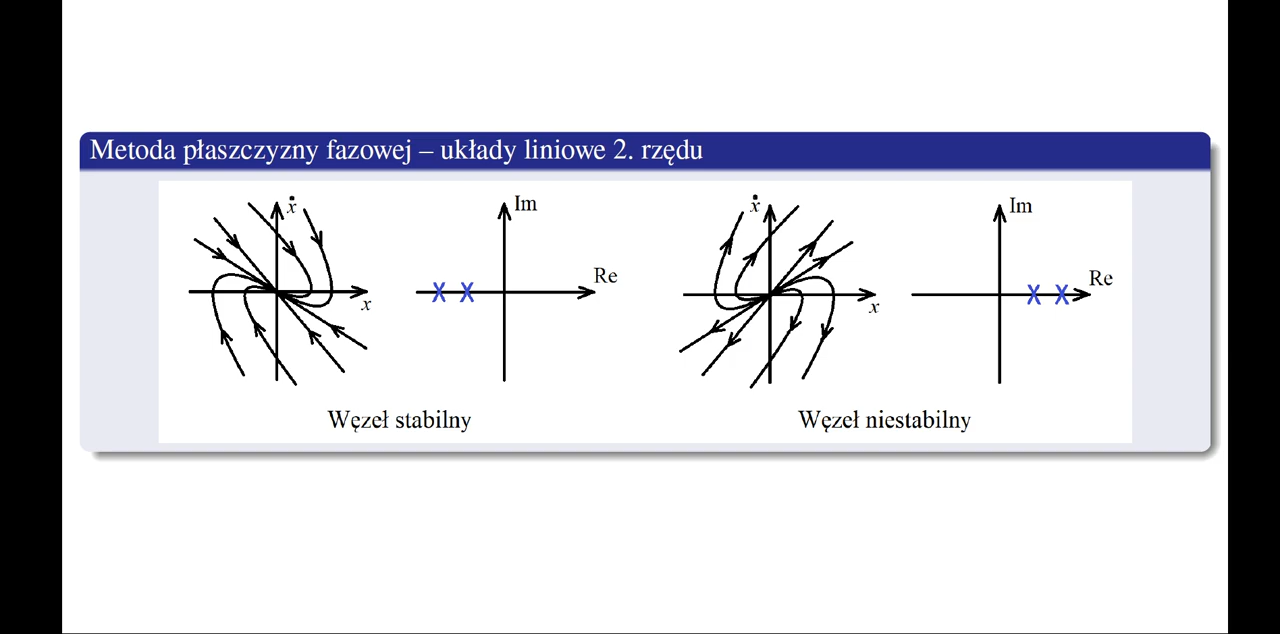 Metoda płaszczyzny fazowej – układy liniowe 2. rzędu
ẋ
Im
Re
x
ẋ
Im
Re
x
Węzeł stabilny
Węzeł niestabilny